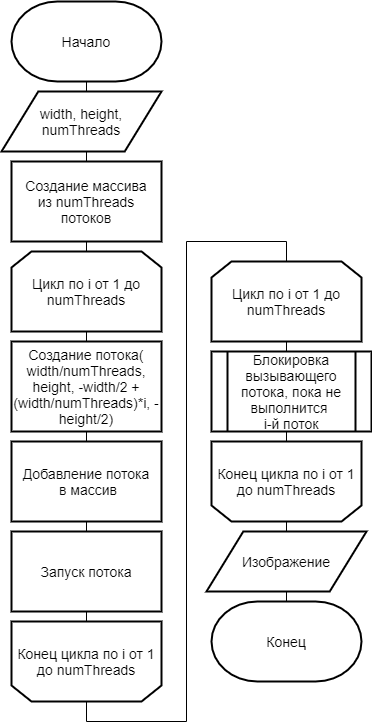 Начало
width, height,
numThreads
Создание массива
из numThreads
потоков
Цикл по i от 1 до
numThreads
Создание потока(
width/numThreads,
height, -width/2 +
(width/numThreads)*i, -
height/2)
Добавление потока
в массив
Запуск потока
Конец цикла по i от 1
до numThreads
Цикл по i от 1 до
numThreads
Блокировка
вызывающего
потока, пока не
выполнится
i-й поток
Конец цикла по i от 1
до numThreads
Изображение
Конец